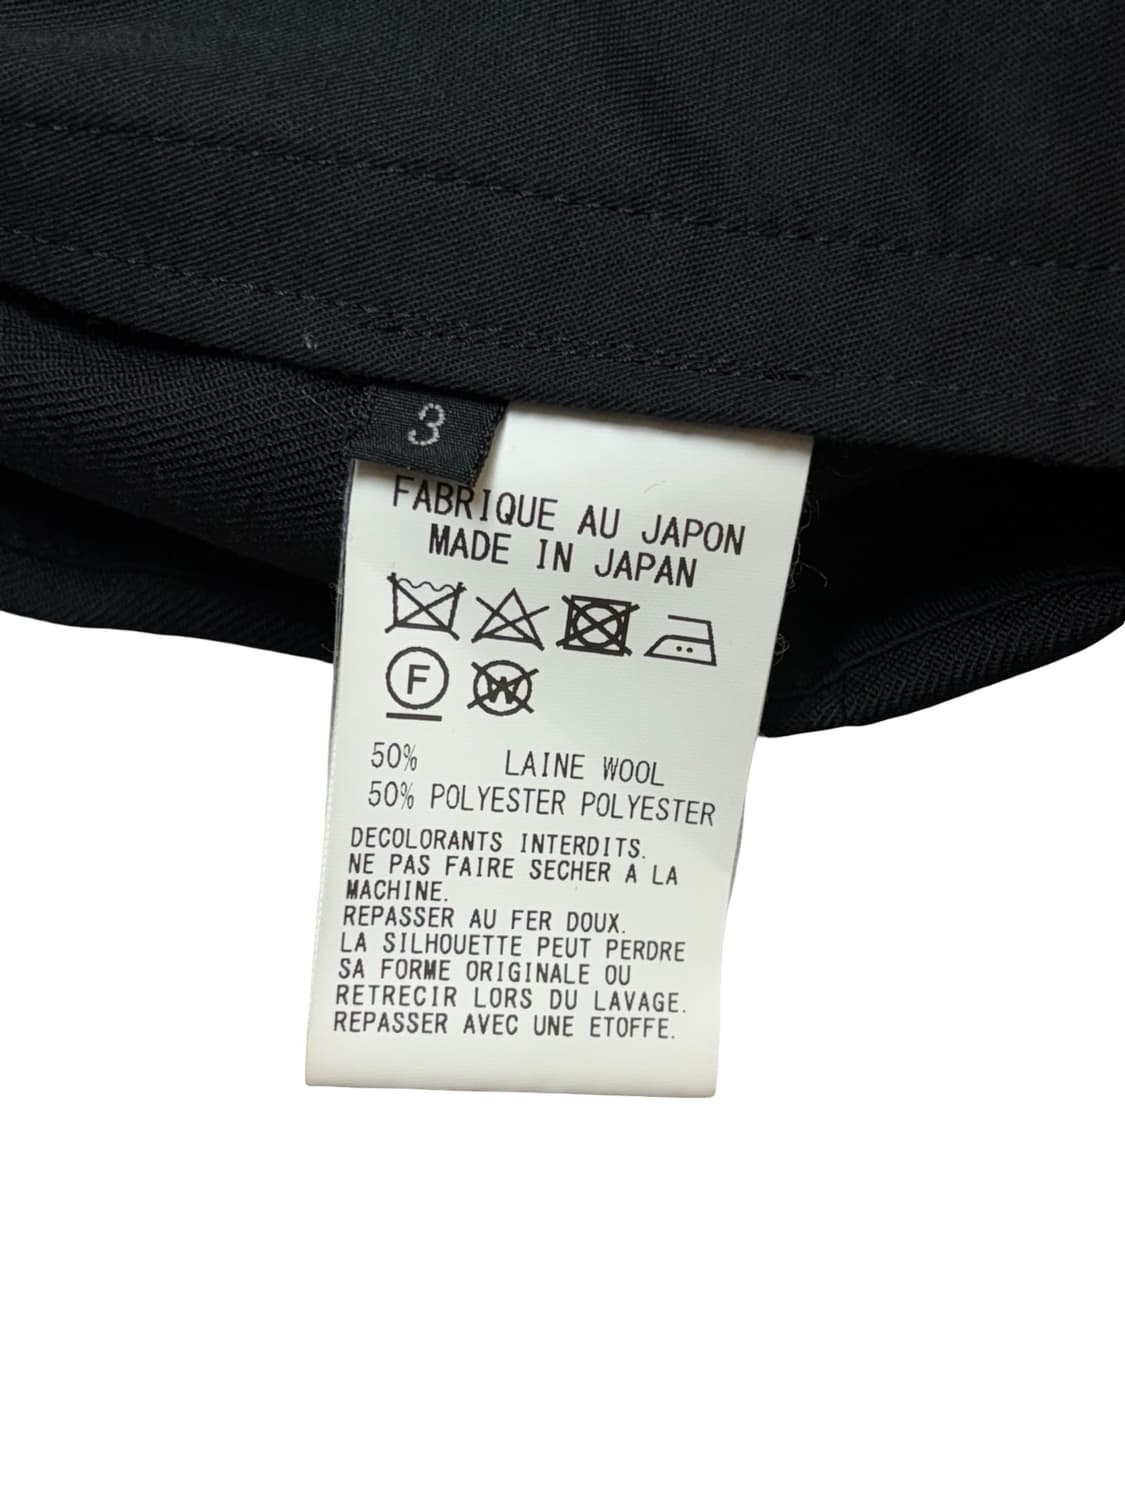 3
FABRIQUE AU JAPON
MADE IN JAPAN
F
W
50% LAINE WOOL
50% POLYESTER POLYESTER
DECOLORANTS INTERDITS.
NE PAS FAIRE SECHER A LA
MACHINE.
REPASSER AU FER DOUX.
LA SILHOUETTE PEUT PERDRE
SA FORME ORIGINALE OU
RETRECIR LORS DU LAVAGE.
REPASSER AVEC UNE ETOFFE.